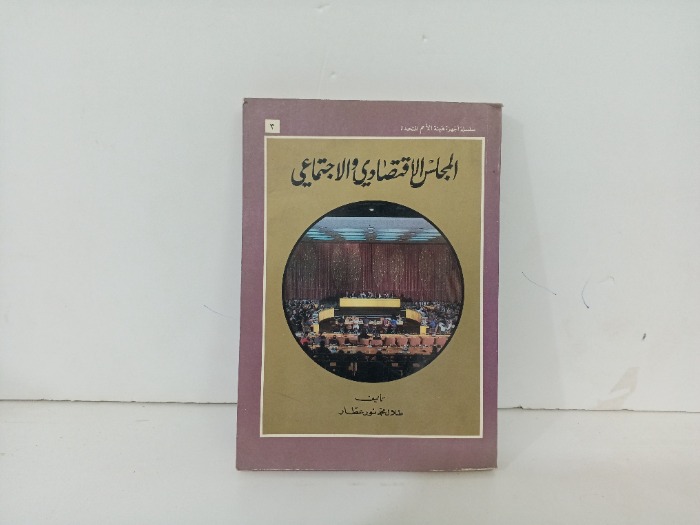 سلسلة أجهزة هيئة الأمم المتحدة
٣
المجلس الاقتصادي والاجتماعي
تأليف
طلال محمد نور عطار